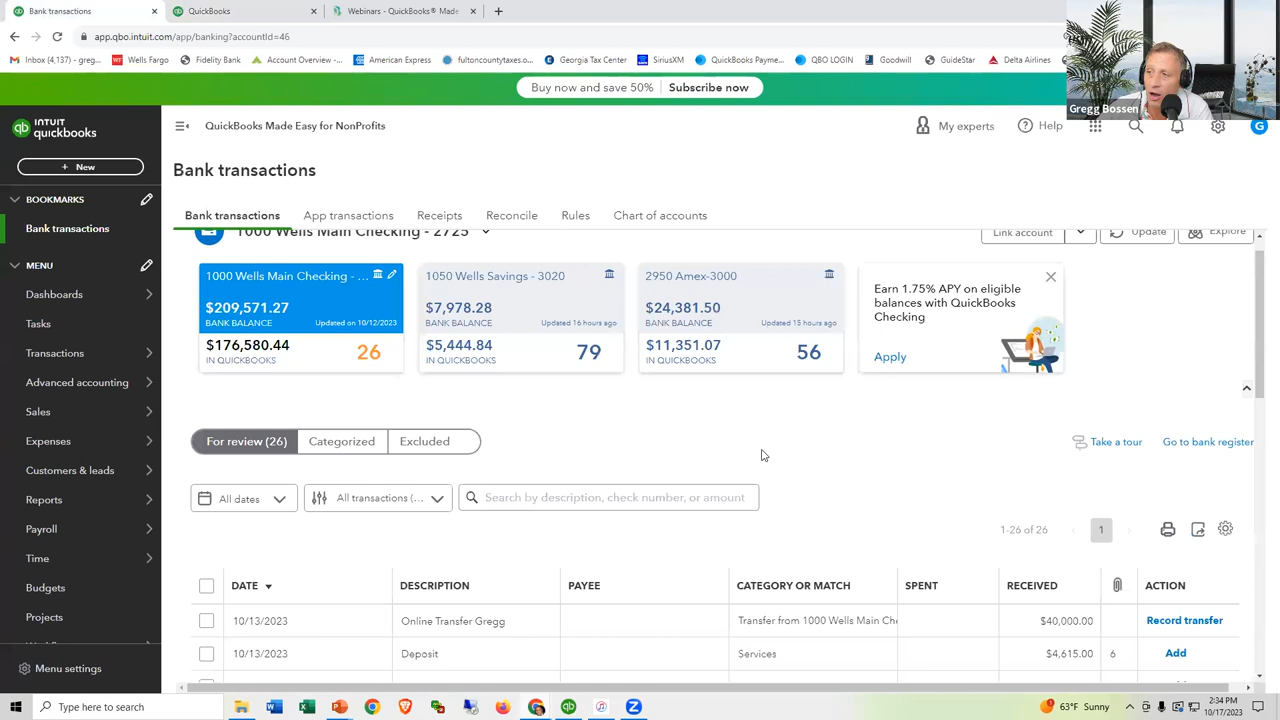 Bank transactions
QuickBooks
Webinars - QuickBooks® Made
app.qbo.intuit.com/app/banking?accountId=46
Inbox (4,137) - greg...
Wells Fargo
Fidelity Bank
Account Overview -...
fultoncountytaxes.o...
American Express
Georgia Tax Center
SiriusXM
QuickBooks Payme...
QBO LOGIN
Goodwill
GuideStar
Delta Airlines
Gregg Bossen
Buy now and save 50% Subscribe now
INTUIT
quickbooks
QuickBooks Made Easy for NonProfits
My experts
Help
G
+ New
BOOKMARKS
Bank transactions
MENU
Dashboards
Tasks
Transactions
Advanced accounting
Sales
Expenses
Customers & leads
Reports
Payroll
Time
Budgets
Projects
Menu settings
Bank transactions
Bank transactions App transactions Receipts Reconcile Rules Chart of accounts
1000 Wells Main Checking - 2725
Link account
Update
Explore
1000 Wells Main Checking - ...
$209,571.27
BANK BALANCE Updated on 10/12/2023
$176,580.44
IN QUICKBOOKS
26
1050 Wells Savings - 3020
$7,978.28
BANK BALANCE Updated 16 hours ago
$5,444.84
IN QUICKBOOKS
79
2950 Amex-3000
$24,381.50
BANK BALANCE Updated 15 hours ago
$11,351.07
IN QUICKBOOKS
56
Earn 1.75% APY on eligible
balances with QuickBooks
Checking
Apply
For review (26) Categorized Excluded
Take a tour
Go to bank register
All dates
All transactions (...
Search by description, check number, or amount
1-26 of 26
1
DATE DESCRIPTION PAYEE CATEGORY OR MATCH SPENT RECEIVED ACTION
10/13/2023 Online Transfer Gregg Transfer from 1000 Wells Main Che $40,000.00 Record transfer
10/13/2023 Deposit Services $4,615.00 6 Add
Type here to search
63°F Sunny
2:34 PM
10/17/2023